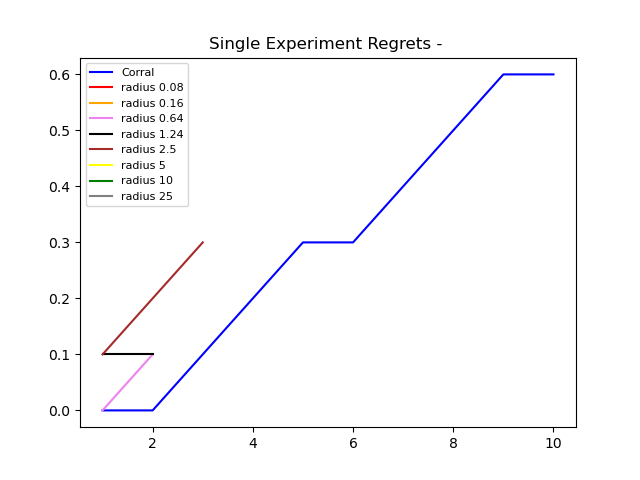 Single Experiment Regrets -
Corral
radius 0.08
radius 0.16
radius 0.64
radius 1.24
radius 2.5
radius 5
radius 10
radius 25
0.6
0.5
0.4
0.3
0.2
0.1
0.0
2 4 6 8 10